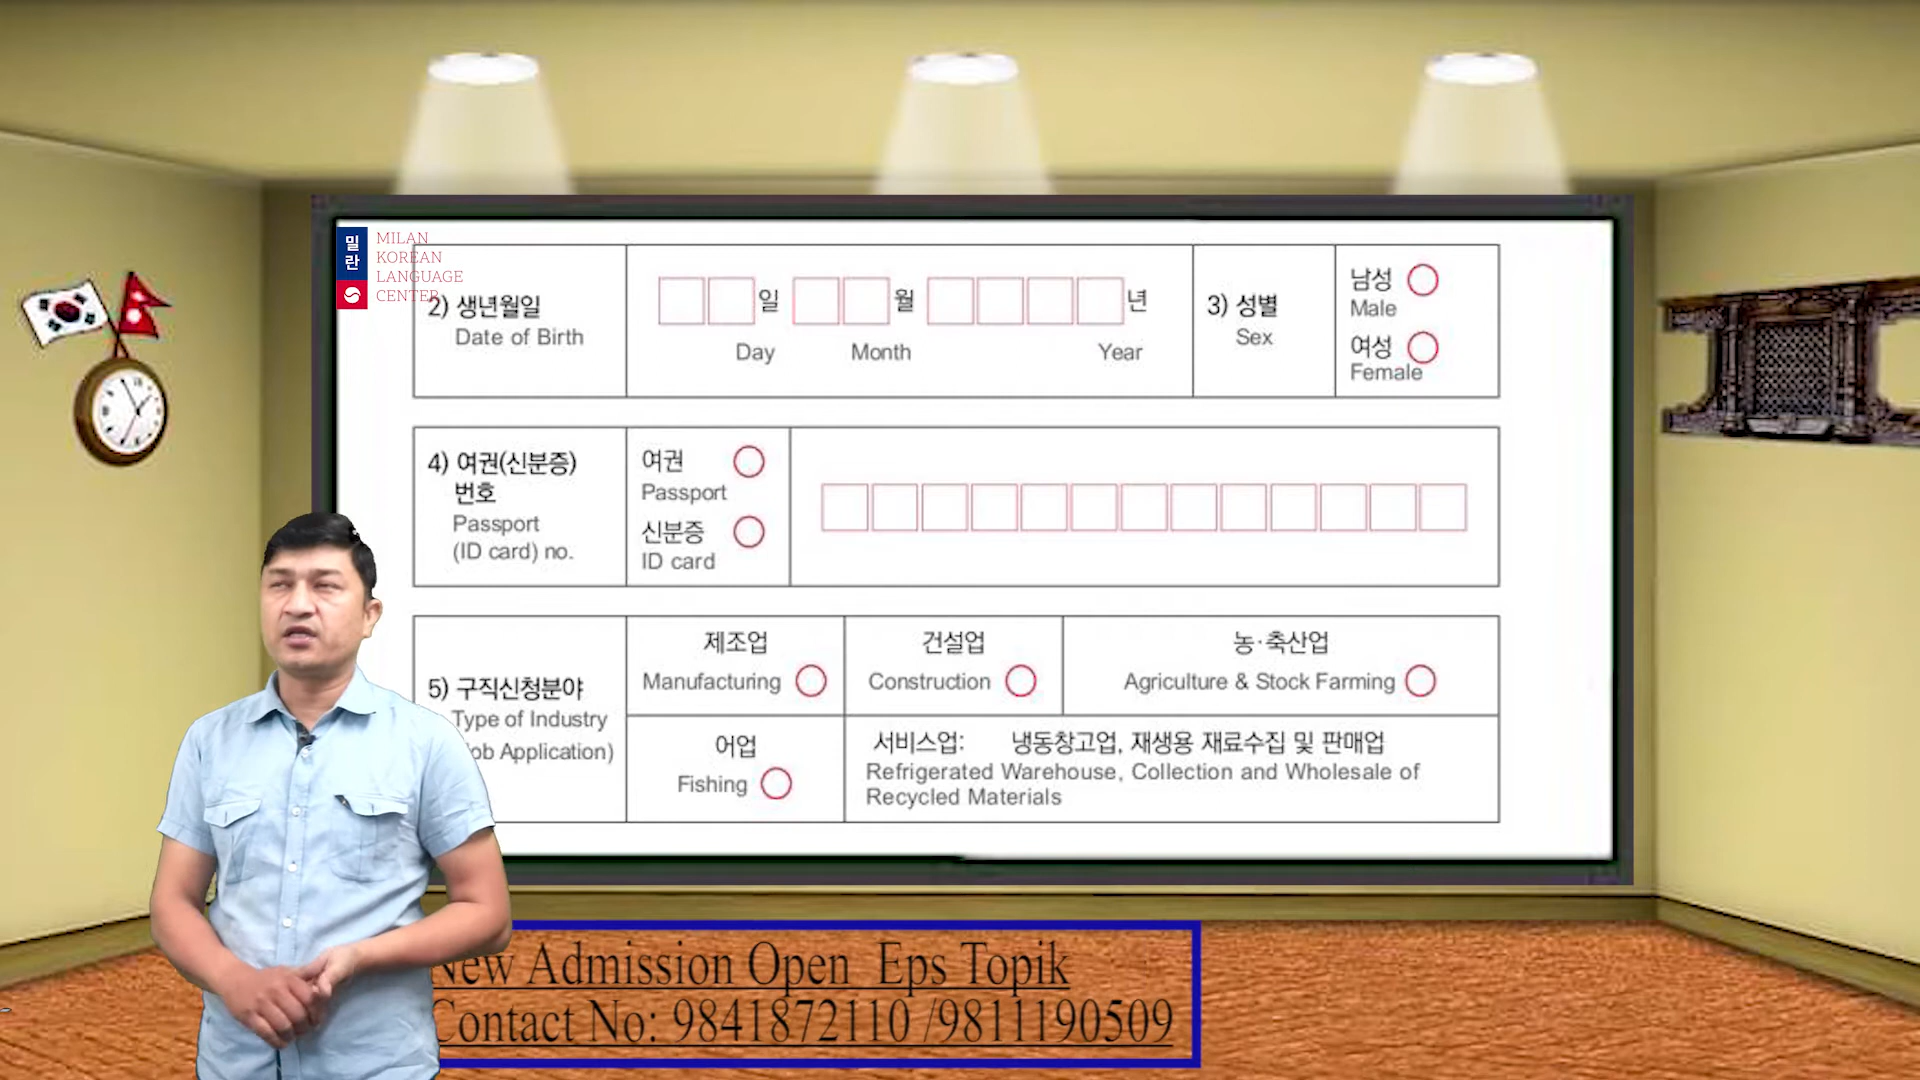 밀란
MILAN
KOREAN
LANGUAGE
CENTER
2) 생년월일
Date of Birth
일 월 년
Day Month Year
3) 성별
Sex
남성
Male
여성
Female
4) 여권(신분증)
번호
Passport
(ID card) no.
여권
Passport
신분증
ID card
5) 구직신청분야
Type of Industry
ob Application)
제조업
Manufacturing
건설업
Construction
농·축산업
Agriculture & Stock Farming
어업
Fishing
서비스업: 냉동창고업, 재생용 재료수집 및 판매업
Refrigerated Warehouse, Collection and Wholesale of
Recycled Materials
New Admission Open Eps Topik
Contact No: 9841872110 /9811190509